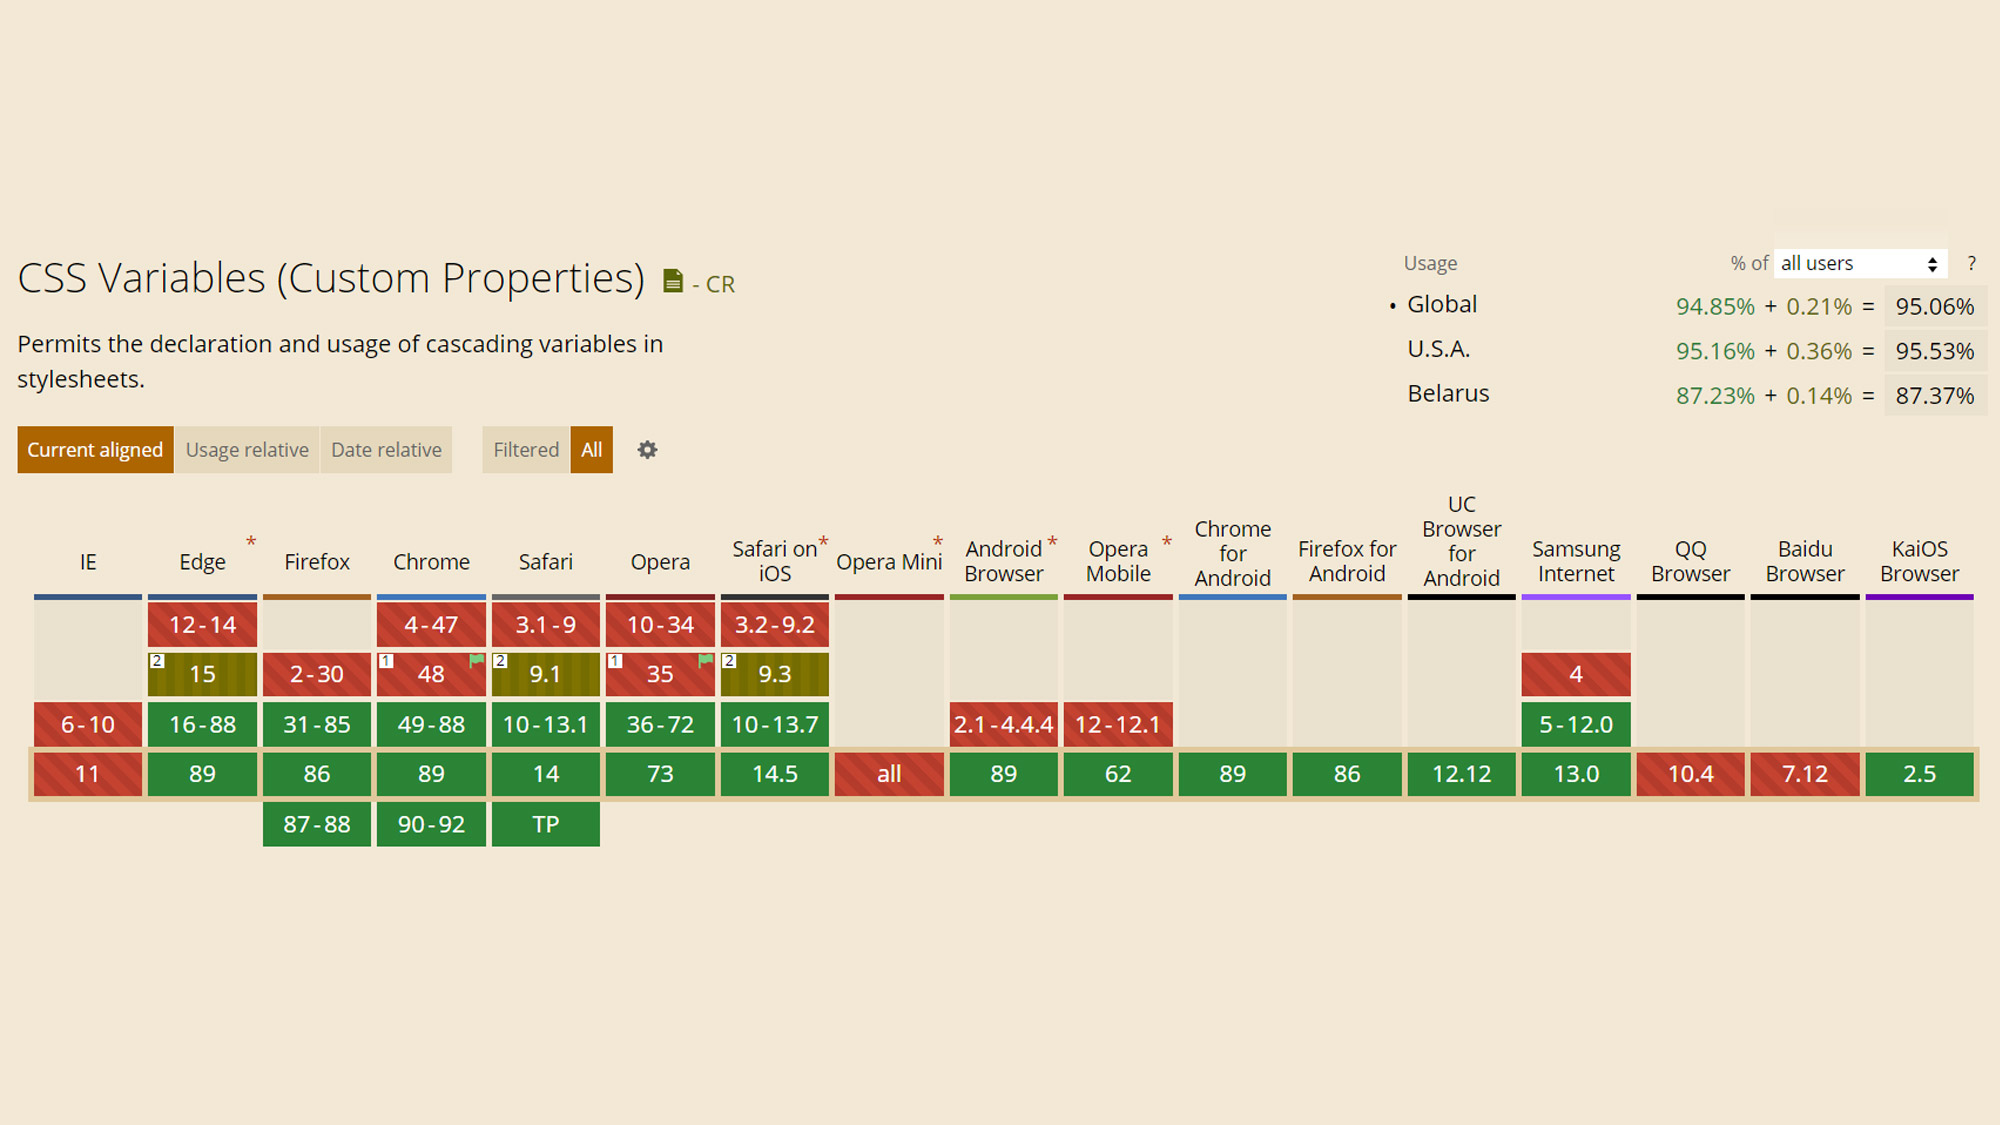 CSS Variables (Custom Properties) - CR
Permits the declaration and usage of cascading variables in
stylesheets.
Usage % of all users ?
• Global 94.85% + 0.21% = 95.06%
U.S.A. 95.16% + 0.36% = 95.53%
Belarus 87.23% + 0.14% = 87.37%
Current aligned Usage relative Date relative Filtered All
IE
Edge *
Firefox
Chrome
Safari
Opera
Safari on *
iOS
Opera Mini *
Android *
Browser
Opera *
Mobile
Chrome
for
Android
Firefox for
Android
UC
Browser
for
Android
Samsung
Internet
QQ
Browser
Baidu
Browser
KaiOS
Browser
12-14 4-47 3.1-9 10-34 3.2-9.2
2 15 2-30 1 48 2 9.1 1 35 2 9.3 4
6-10 16-88 31-85 49-88 10-13.1 36-72 10-13.7 2.1-4.4.4 12-12.1 5-12.0
11 89 86 89 14 73 14.5 all 89 62 89 86 12.12 13.0 10.4 7.12 2.5
87-88 90-92 TP